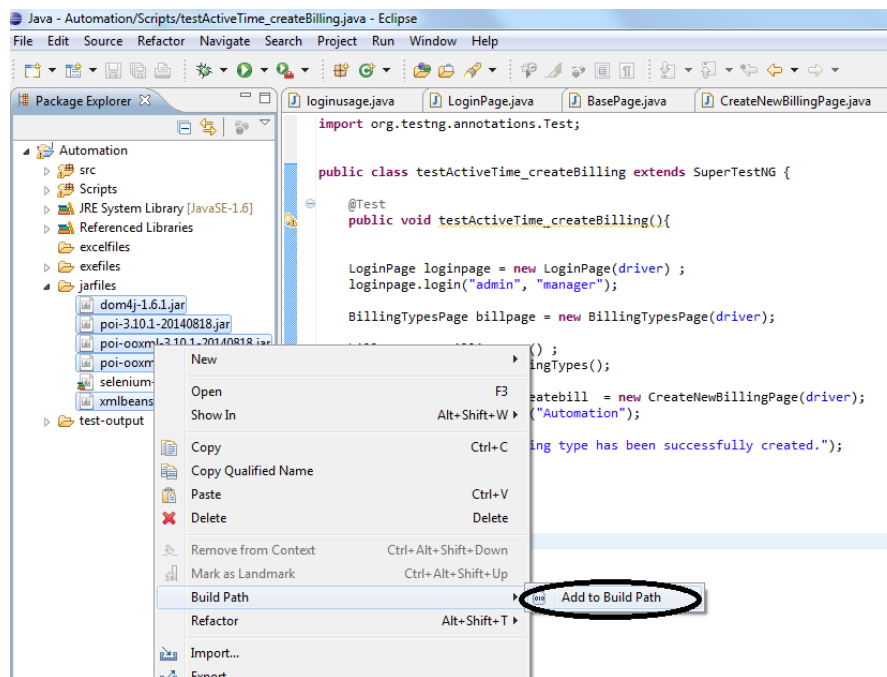 Java - Automation/Scripts/testActiveTime_createBilling.java - Eclipse
File Edit Source Refactor Navigate Search Project Run Window Help
Package Explorer
loginusage.java LoginPage.java BasePage.java CreateNewBillingPage.java
Automation
src
Scripts
JRE System Library [JavaSE-1.6]
Referenced Libraries
excelfiles
exefiles
jarfiles
dom4j-1.6.1.jar
poi-3.10.1-20140818.jar
poi-ooxml-3.10.1-20140818.jar
poi-ooxm
selenium-
xmlbeans
test-output
import org.testng.annotations.Test;
public class testActiveTime_createBilling extends SuperTestNG {
@Test
public void testActiveTime_createBilling(){
LoginPage loginpage = new LoginPage(driver) ;
loginpage.login("admin", "manager");
BillingTypesPage billpage = new BillingTypesPage(driver);
() ;
ingTypes();
eatebill = new CreateNewBillingPage(driver);
("Automation");
ing type has been successfully created.");
New
Open F3
Show In Alt+Shift+W
Copy Ctrl+C
Copy Qualified Name
Paste Ctrl+V
Delete Delete
Remove from Context Ctrl+Alt+Shift+Down
Mark as Landmark Ctrl+Alt+Shift+Up
Build Path
Add to Build Path
Refactor Alt+Shift+T
Import...
Export